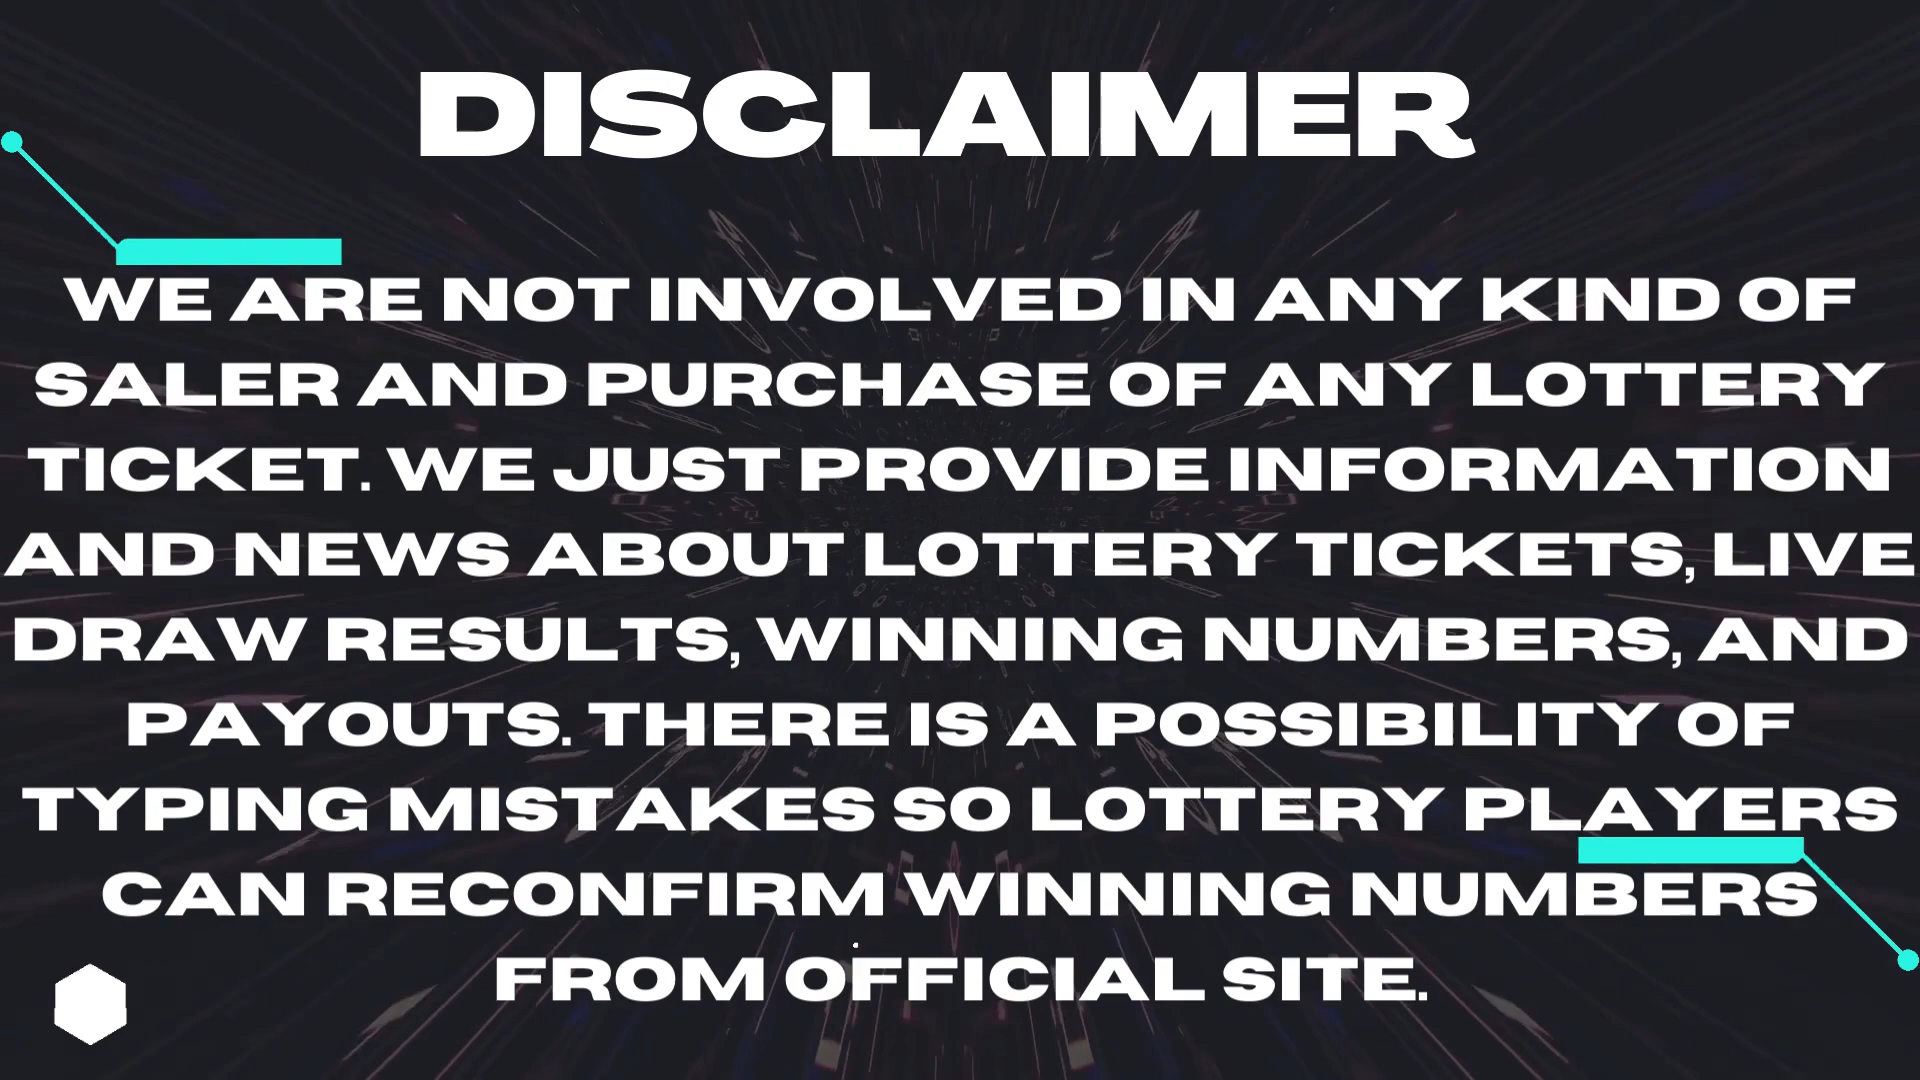 DISCLAIMER
WE ARE NOT INVOLVED IN ANY KIND OF
SALER AND PURCHASE OF ANY LOTTERY
TICKET. WE JUST PROVIDE INFORMATION
AND NEWS ABOUT LOTTERY TICKETS, LIVE
DRAW RESULTS, WINNING NUMBERS, AND
PAYOUTS. THERE IS A POSSIBILITY OF
TYPING MISTAKES SO LOTTERY PLAYERS
CAN RECONFIRM WINNING NUMBERS
FROM OFFICIAL SITE.